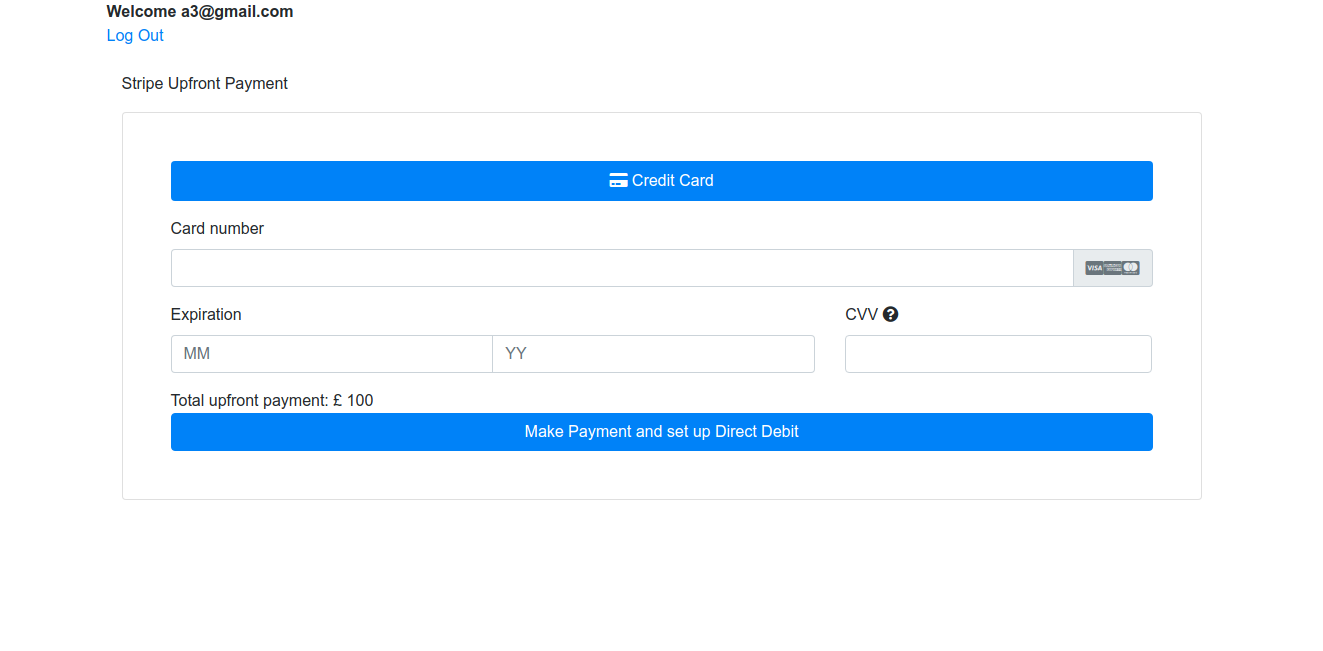 Welcome a3@gmail.com
Log Out
Stripe Upfront Payment
Credit Card
Card number
VISA
Expiration
CVV
MM
YY
Total upfront payment: £ 100
Make Payment and set up Direct Debit